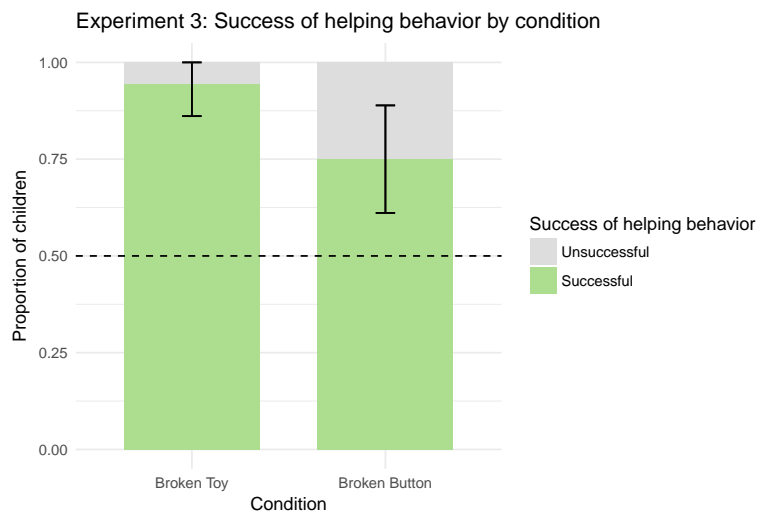 Experiment 3: Success of helping behavior by condition
1.00
0.75
0.50
0.25
0.00
Proportion of children
Broken Toy
Broken Button
Condition
Success of helping behavior
Unsuccessful
Successful